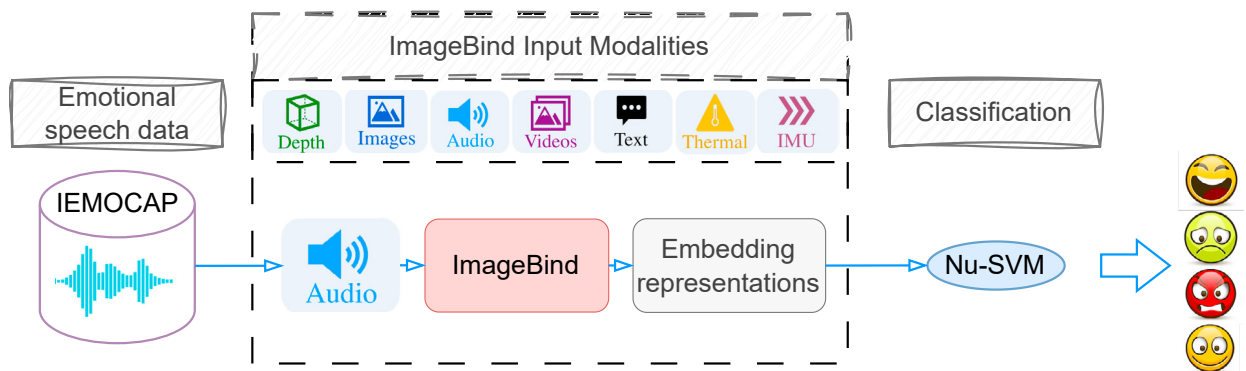 ImageBind Input Modalities
Emotional
speech data
Classification
Depth
Images
Audio
Videos
Text
Thermal
IMU
IEMOCAP
Audio
ImageBind
Embedding
representations
Nu-SVM